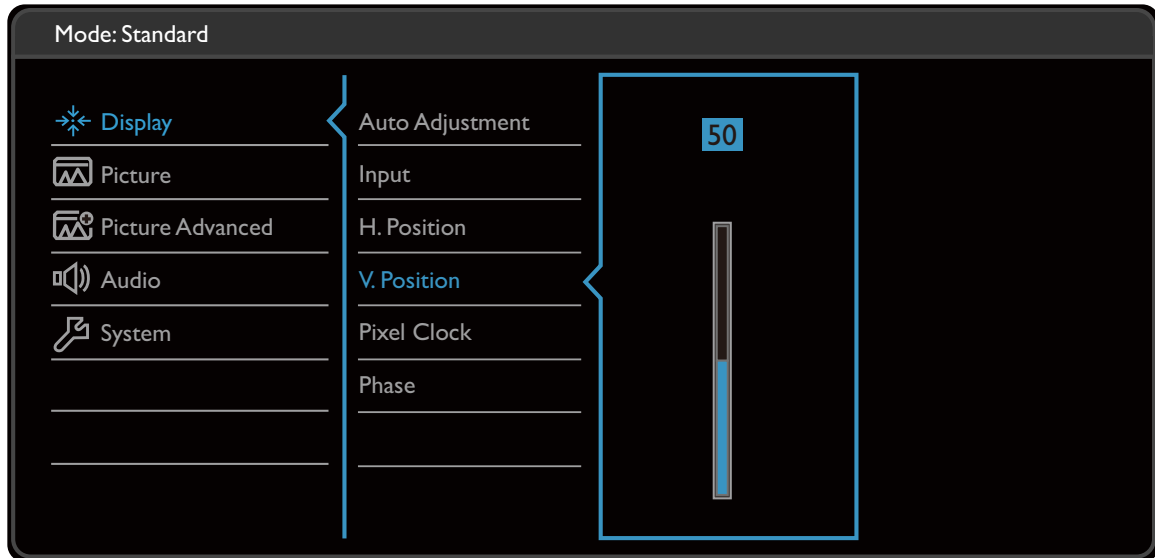 Mode: Standard
Display
Picture
Picture Advanced
Audio
System
Auto Adjustment
Input
H. Position
V. Position
Pixel Clock
Phase
50